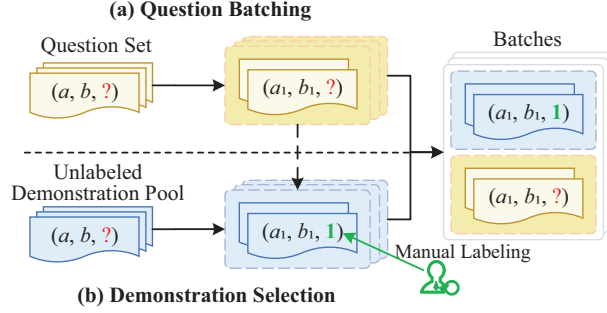 (a) Question Batching
Question Set
Batches
(a, b, ?)
(a₁, b₁, ?)
(a₁, b₁, 1)
Unlabeled
Demonstration Pool
(a₁, b₁, ?)
(a, b, ?)
(a₁, b₁, 1)
Manual Labeling
(b) Demonstration Selection